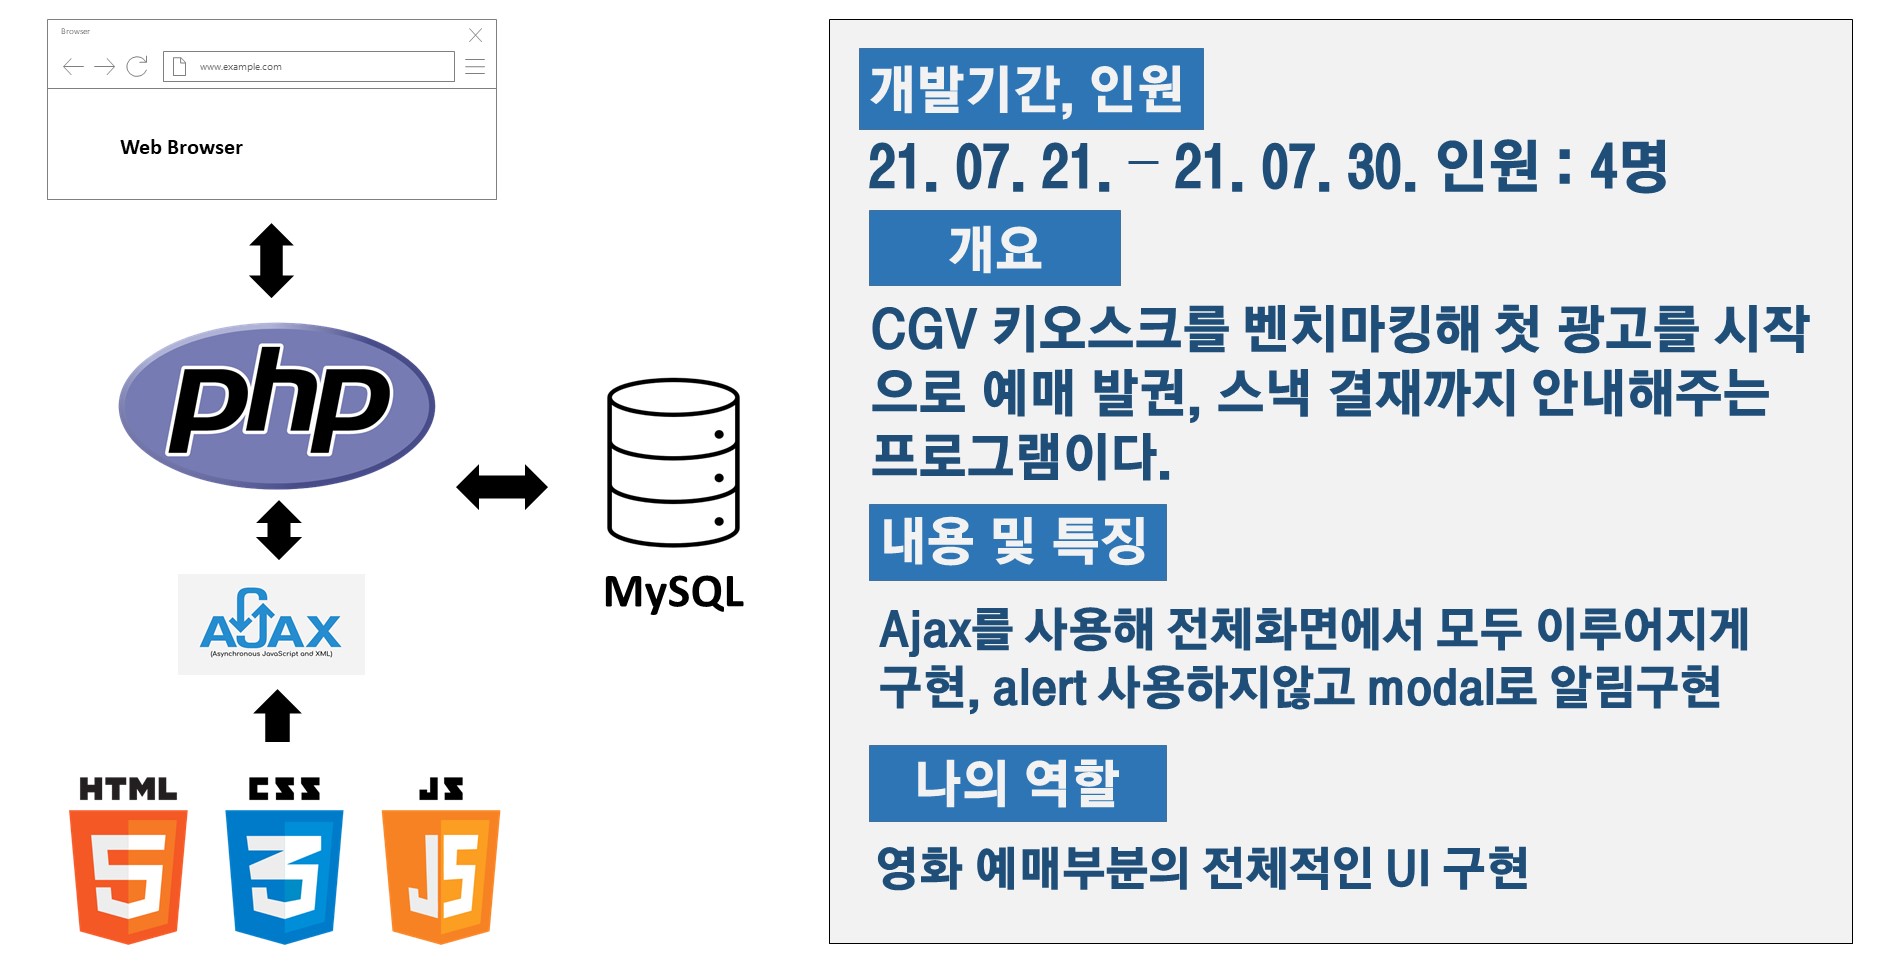 Browser
www.example.com
Web Browser
php
MySQL
AJAX
(Asynchronous JavaScript and XML)
HTML
CSS
JS
5
3
JS
개발기간, 인원
21. 07. 21. – 21. 07. 30. 인원 : 4명
개요
CGV 키오스크를 벤치마킹해 첫 광고를 시작
으로 예매 발권, 스낵 결재까지 안내해주는
프로그램이다.
내용 및 특징
Ajax를 사용해 전체화면에서 모두 이루어지게
구현, alert 사용하지않고 modal로 알림구현
나의 역할
영화 예매부분의 전체적인 UI 구현